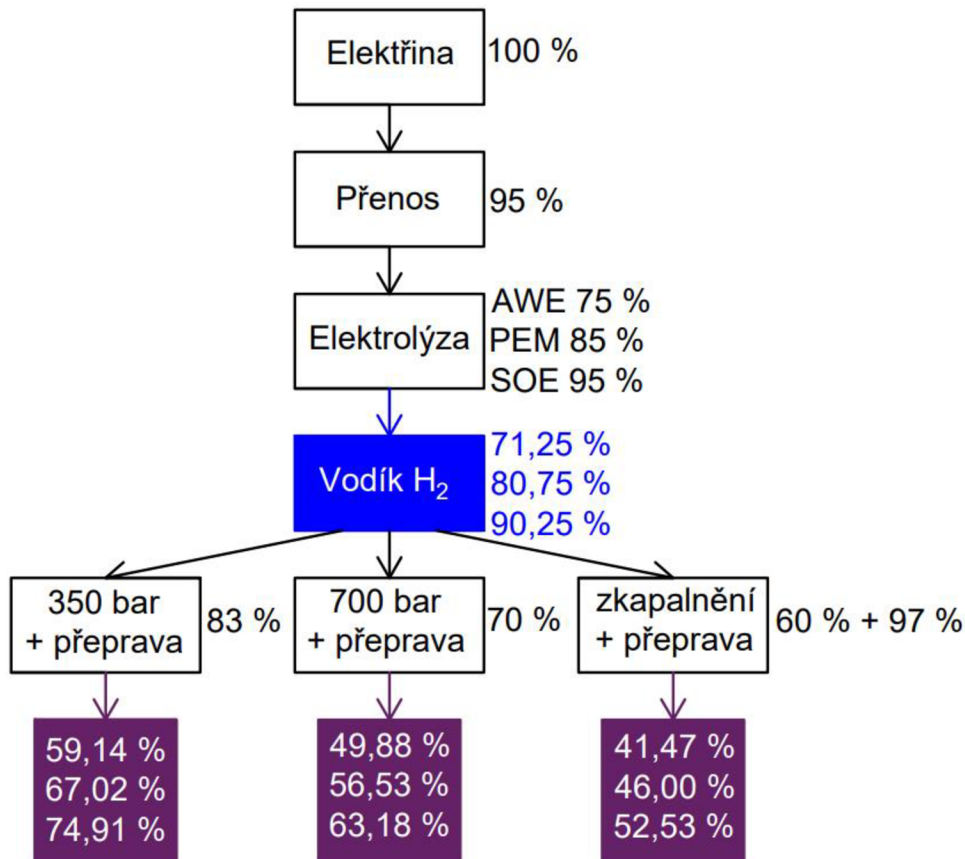 Elektřina
100 %
Přenos
95 %
Elektrolýza
AWE 75 %
PEM 85 %
SOE 95 %
Vodík H₂
71,25 %
80,75 %
90,25 %
350 bar
+ přeprava
83 %
700 bar
+ přeprava
70 %
zkapalnění
+ přeprava
60 % + 97 %
59,14 %
67,02 %
74,91 %
49,88 %
56,53 %
63,18 %
41,47 %
46,00 %
52,53 %